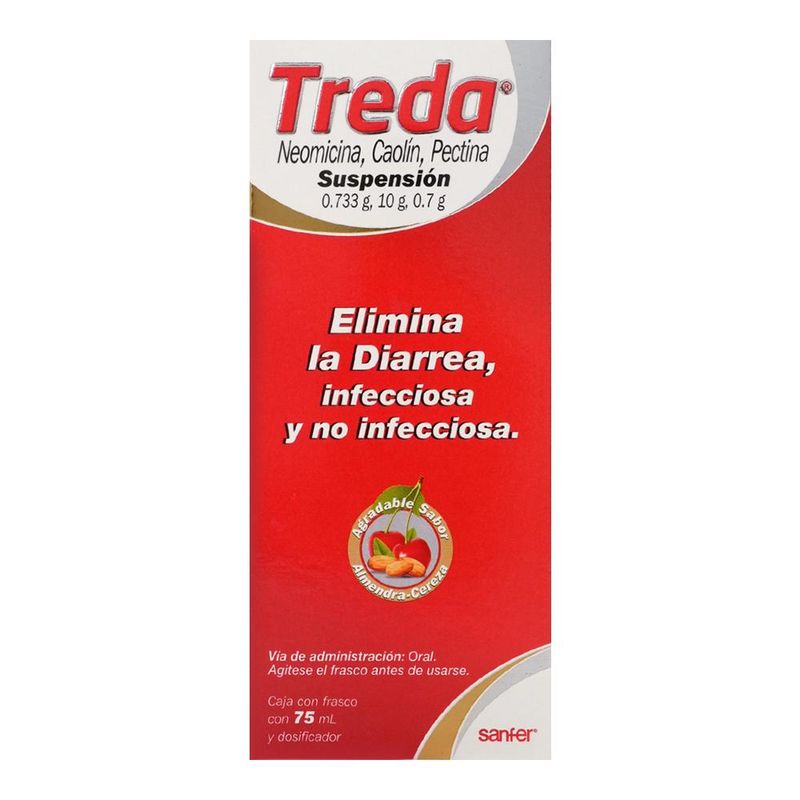 Treda®
Neomicina, Caolín, Pectina
Suspensión
0.733 g, 10 g, 0.7 g
Elimina
la Diarrea,
infecciosa
y no infecciosa.
Agradable Sabor
Almendra-Cereza
Vía de administración: Oral.
Agítese el frasco antes de usarse.
Caja con frasco
con 75 mL
y dosificador
sanfer®